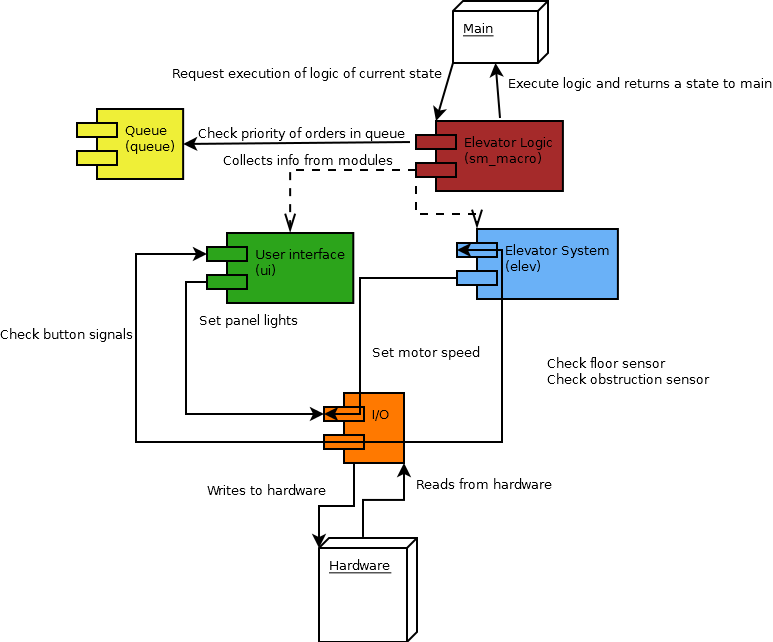 Main
Request execution of logic of current state
Execute logic and returns a state to main
Queue
(queue)
Check priority of orders in queue
Elevator Logic
(sm_macro)
Collects info from modules
User interface
(ui)
Elevator System
(elev)
Set panel lights
Check button signals
Set motor speed
Check floor sensor
Check obstruction sensor
I/O
Writes to hardware
Reads from hardware
Hardware